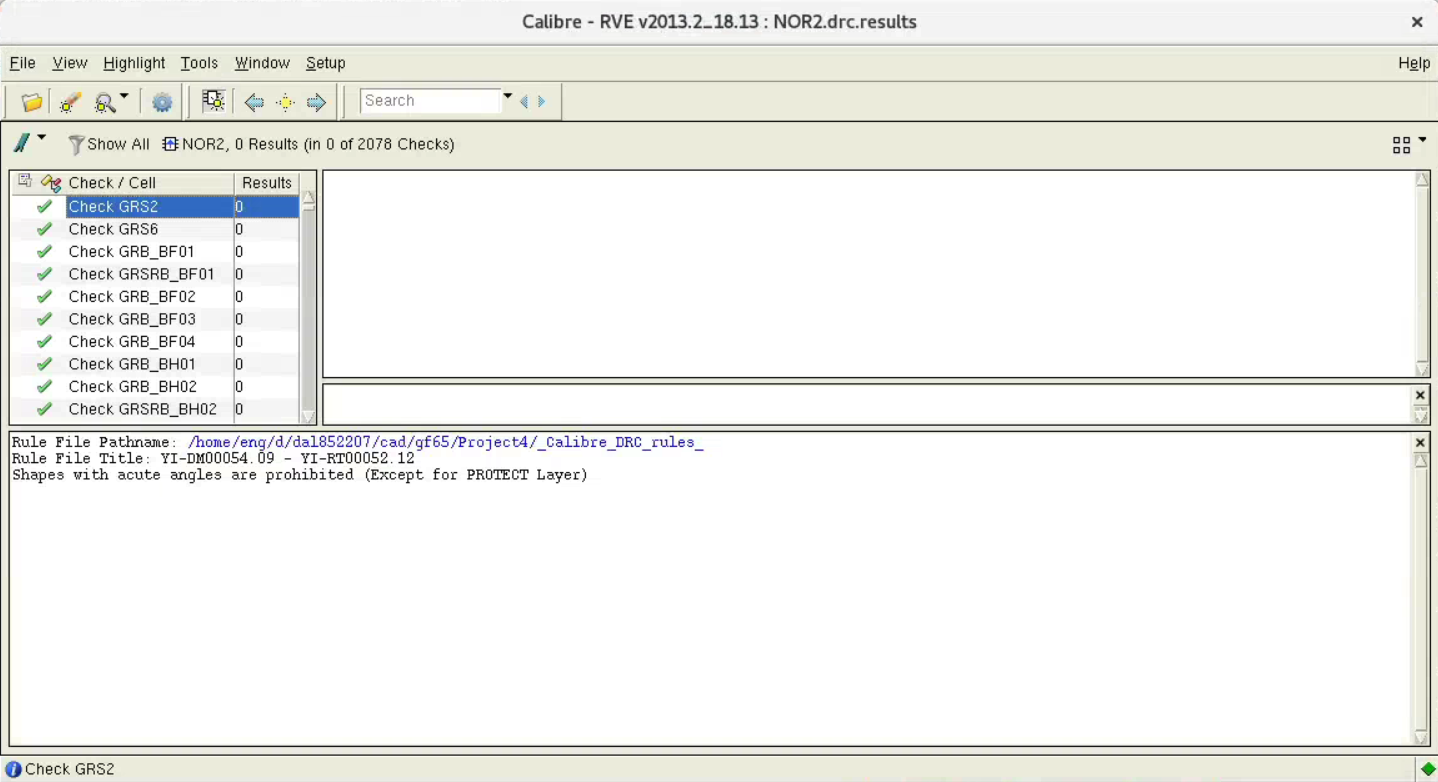 Calibre - RVE v2013.2_18.13 : NOR2.drc.results
File View Highlight Tools Window Setup Help
Search
Show All NOR2, 0 Results (in 0 of 2078 Checks)
Check / Cell Results
Check GRS2 0
Check GRS6 0
Check GRB_BF01 0
Check GRSRB_BF01 0
Check GRB_BF02 0
Check GRB_BF03 0
Check GRB_BF04 0
Check GRB_BH01 0
Check GRB_BH02 0
Check GRSRB_BH02 0
Rule File Pathname: /home/eng/d/dal852207/cad/gf65/Project4/_Calibre_DRC_rules_
Rule File Title: YI-DM00054.09 - YI-RT00052.12
Shapes with acute angles are prohibited (Except for PROTECT Layer)
Check GRS2